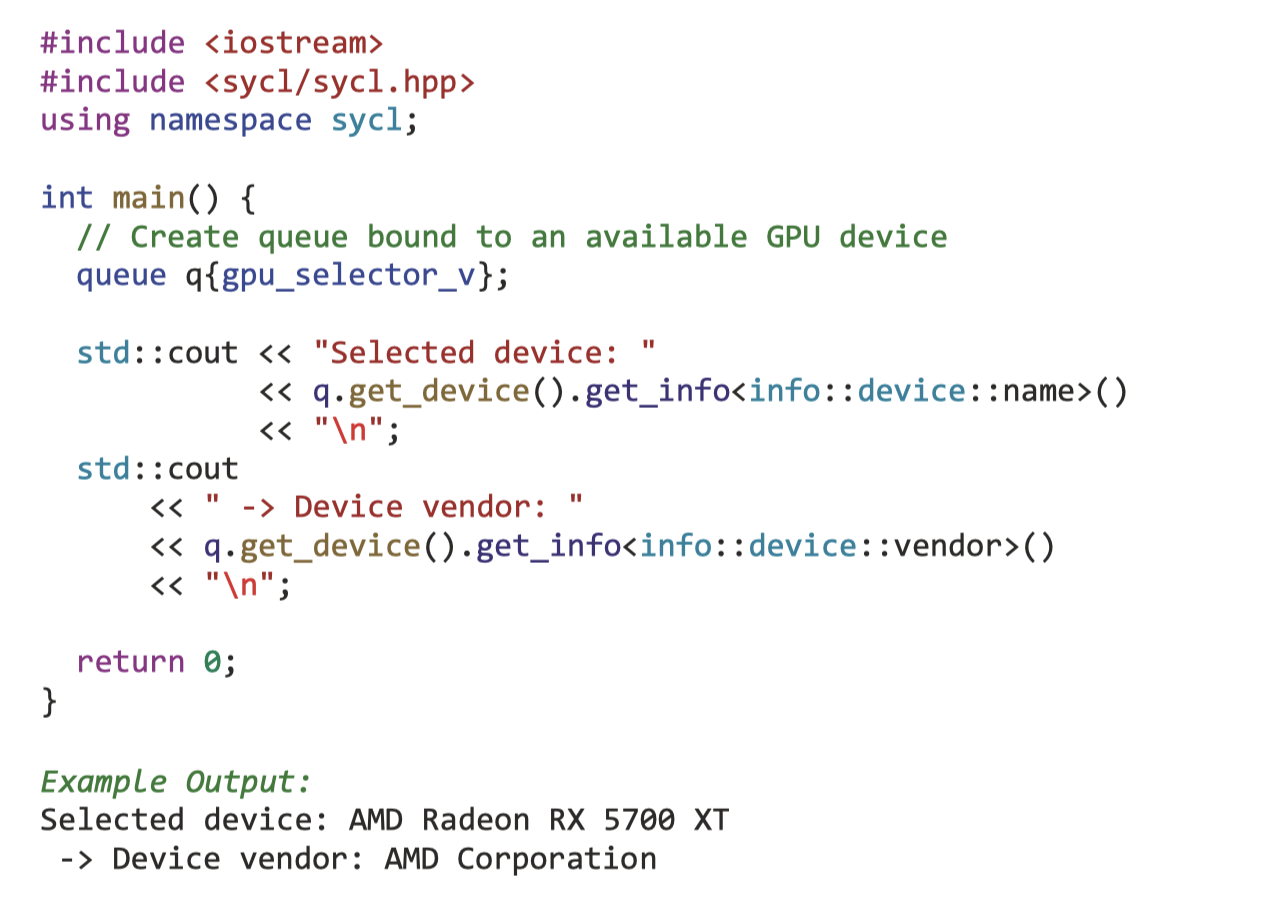 #include <iostream>
#include <sycl/sycl.hpp>
using namespace sycl;

int main() {
  // Create queue bound to an available GPU device
  queue q{gpu_selector_v};

  std::cout << "Selected device: "
            << q.get_device().get_info<info::device::name>()
            << "\n";
  std::cout
      << " -> Device vendor: "
      << q.get_device().get_info<info::device::vendor>()
      << "\n";

  return 0;
}

Example Output:
Selected device: AMD Radeon RX 5700 XT
 -> Device vendor: AMD Corporation